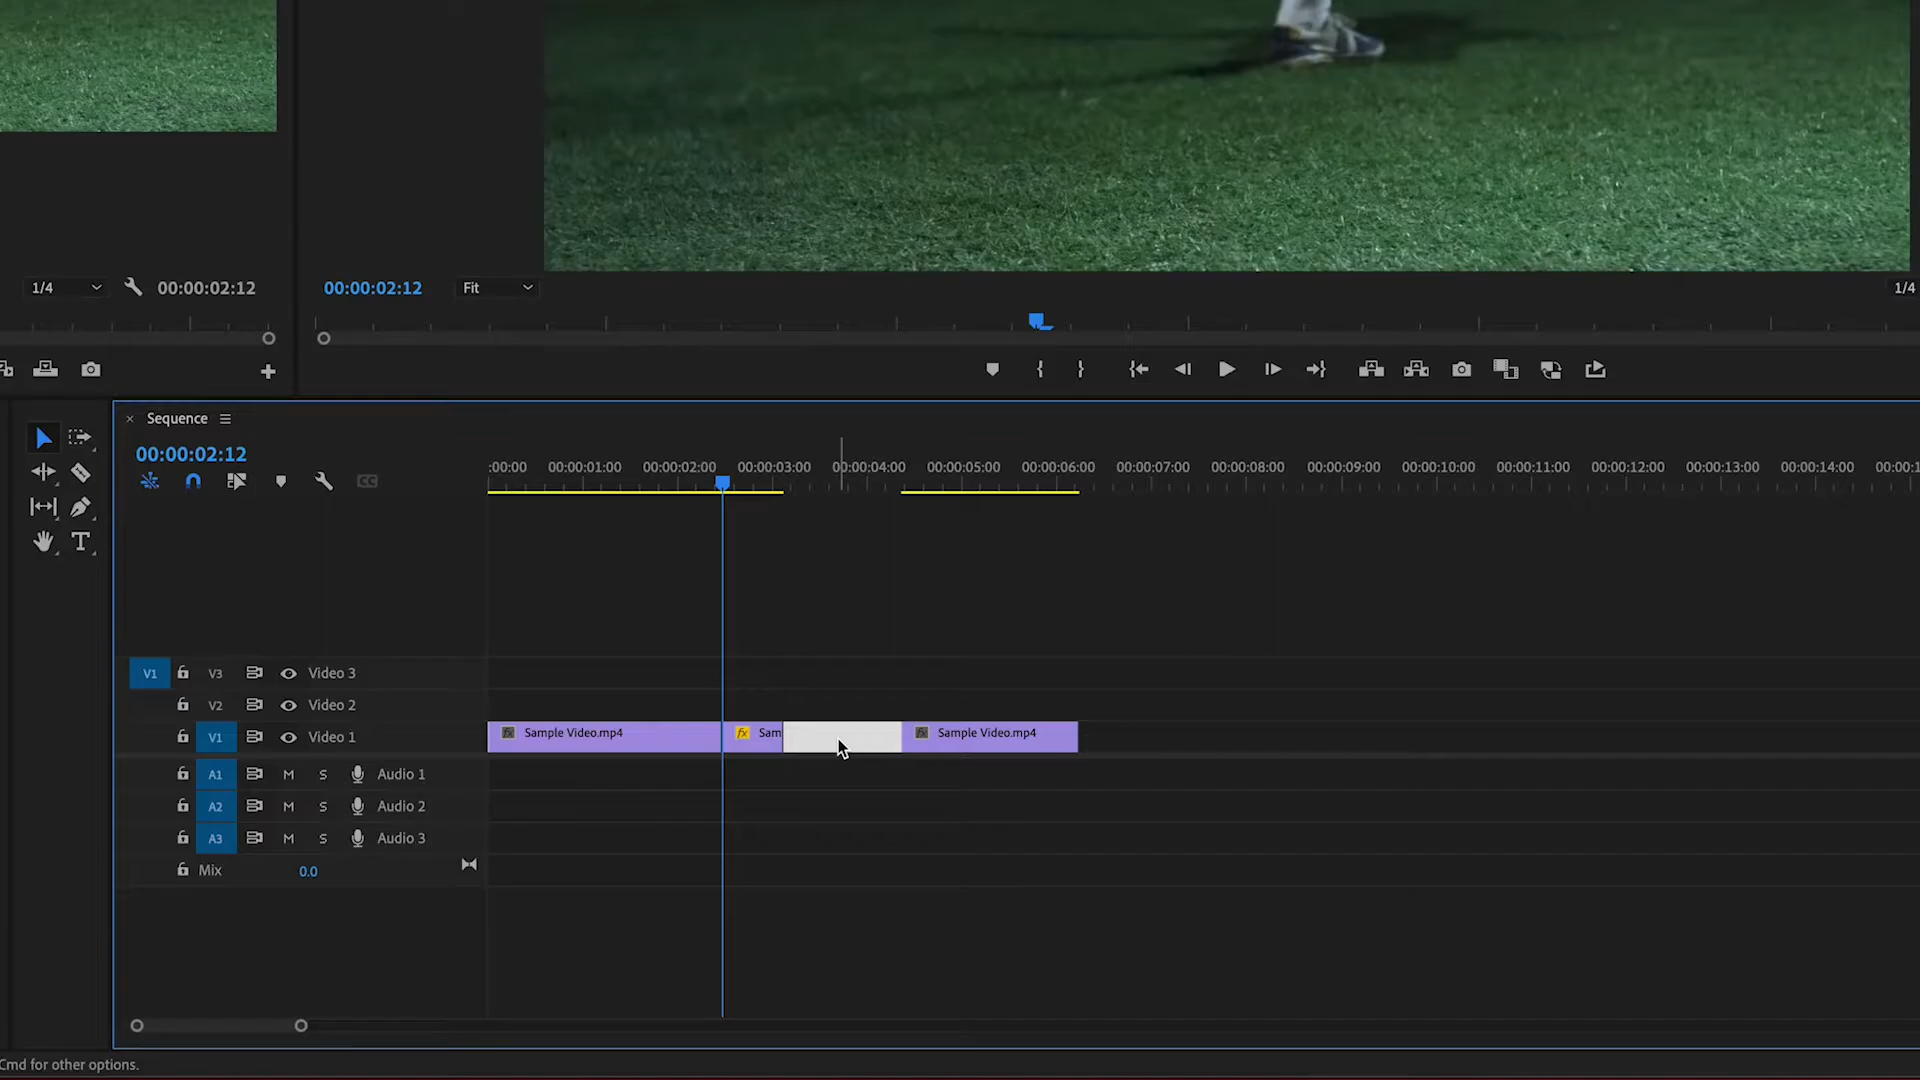 1/4
00:00:02:12
00:00:02:12
Fit
1/4
Sequence
00:00:02:12
:00:00
00:00:01:00
00:00:02:00
00:00:03:00
00:00:04:00
00:00:05:00
00:00:06:00
00:00:07:00
00:00:08:00
00:00:09:00
00:00:10:00
00:00:11:00
00:00:12:00
00:00:13:00
00:00:14:00
00:00:1
CC
V1 V3 Video 3
V2 Video 2
V1 Video 1
fx Sample Video.mp4
fx Sam
fx Sample Video.mp4
A1 M S Audio 1
A2 M S Audio 2
A3 M S Audio 3
Mix 0.0
Cmd for other options.